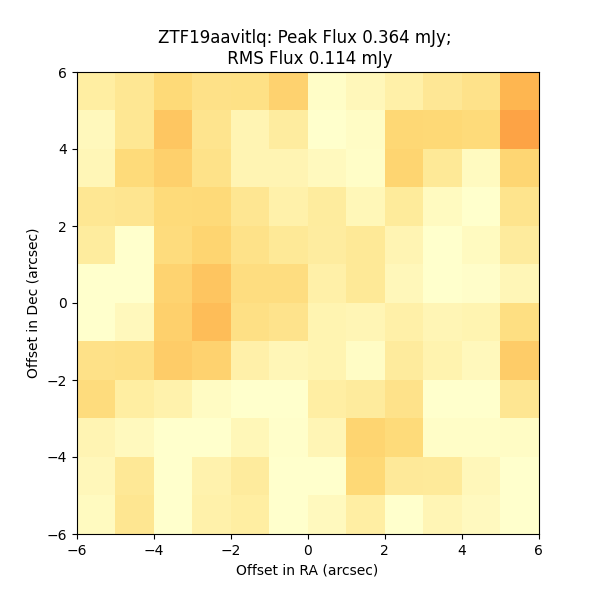 ZTF19aavitlq: Peak Flux 0.364 mJy;
RMS Flux 0.114 mJy
6
4
2
0
−2
−4
−6
Offset in Dec (arcsec)
−6 −4 −2 0 2 4 6
Offset in RA (arcsec)